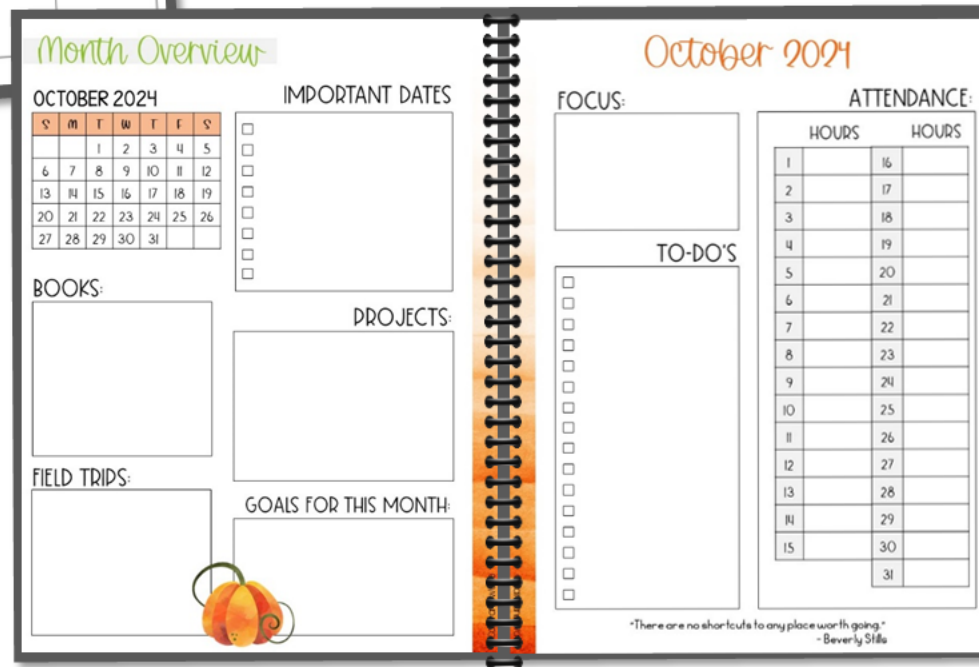 Month Overview
OCTOBER 2024
S M T W T F S
1 2 3 4 5
6 7 8 9 10 11 12
13 14 15 16 17 18 19
20 21 22 23 24 25 26
27 28 29 30 31
IMPORTANT DATES
BOOKS:
PROJECTS:
FIELD TRIPS:
GOALS FOR THIS MONTH:
October 2024
FOCUS:
TO-DO'S
ATTENDANCE:
HOURS HOURS
1 16
2 17
3 18
4 19
5 20
6 21
7 22
8 23
9 24
10 25
11 26
12 27
13 28
14 29
15 30
31
"There are no shortcuts to any place worth going."
- Beverly Stills